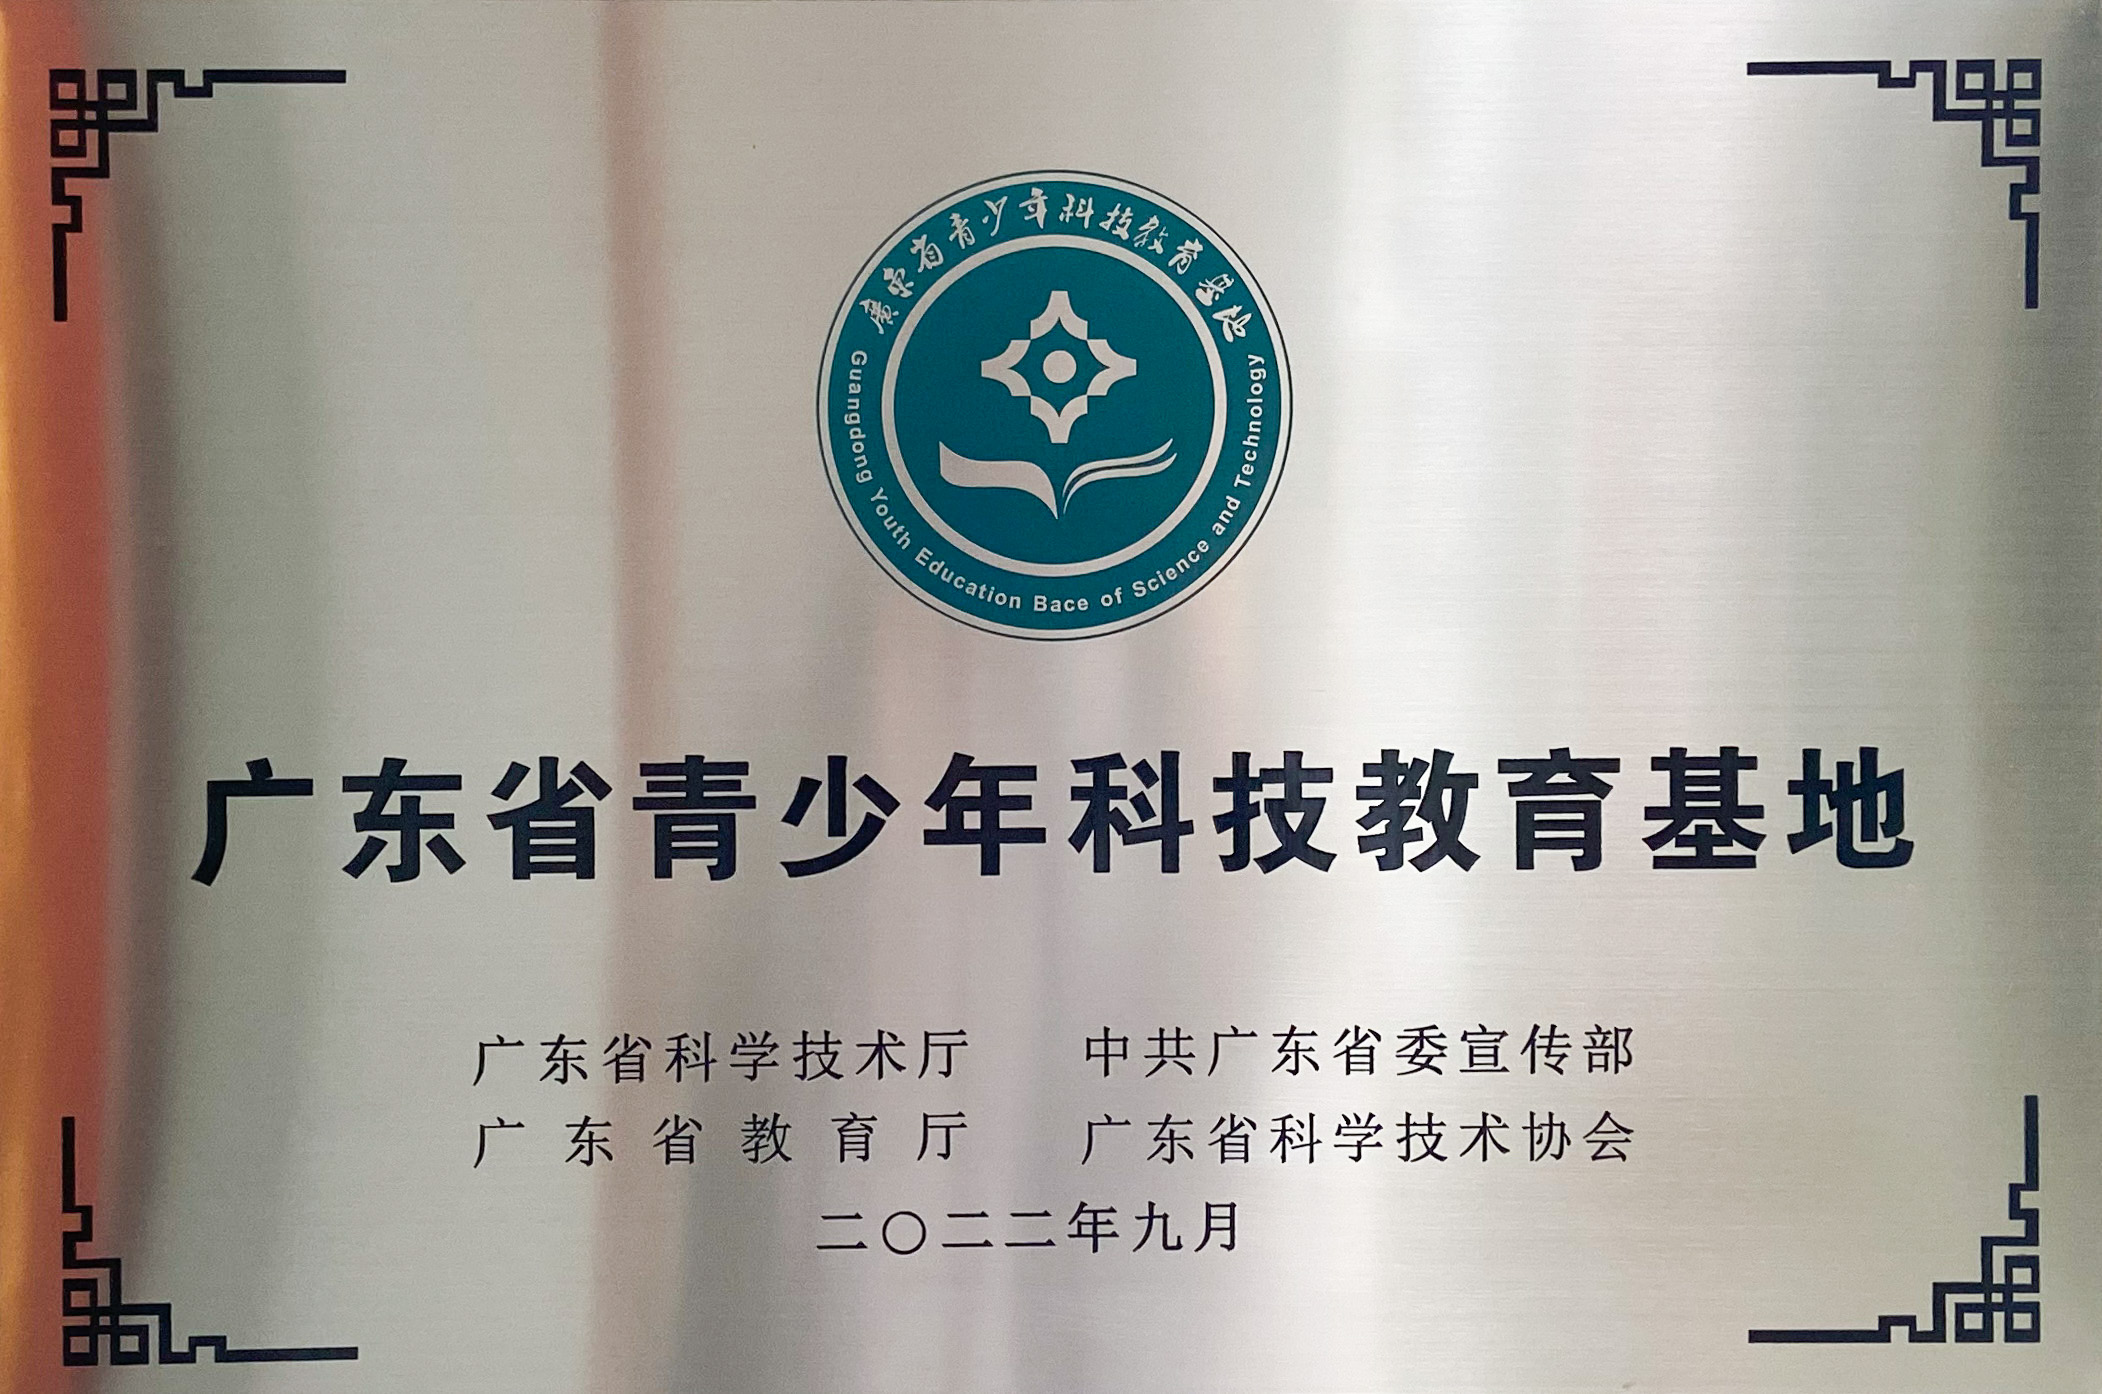 廣东省青少年科技教育基地
Guangdong Youth Education Bace of Science and Technology
广东省青少年科技教育基地
广东省科学技术厅 中共广东省委宣传部
广东省教育厅 广东省科学技术协会
二〇二二年九月